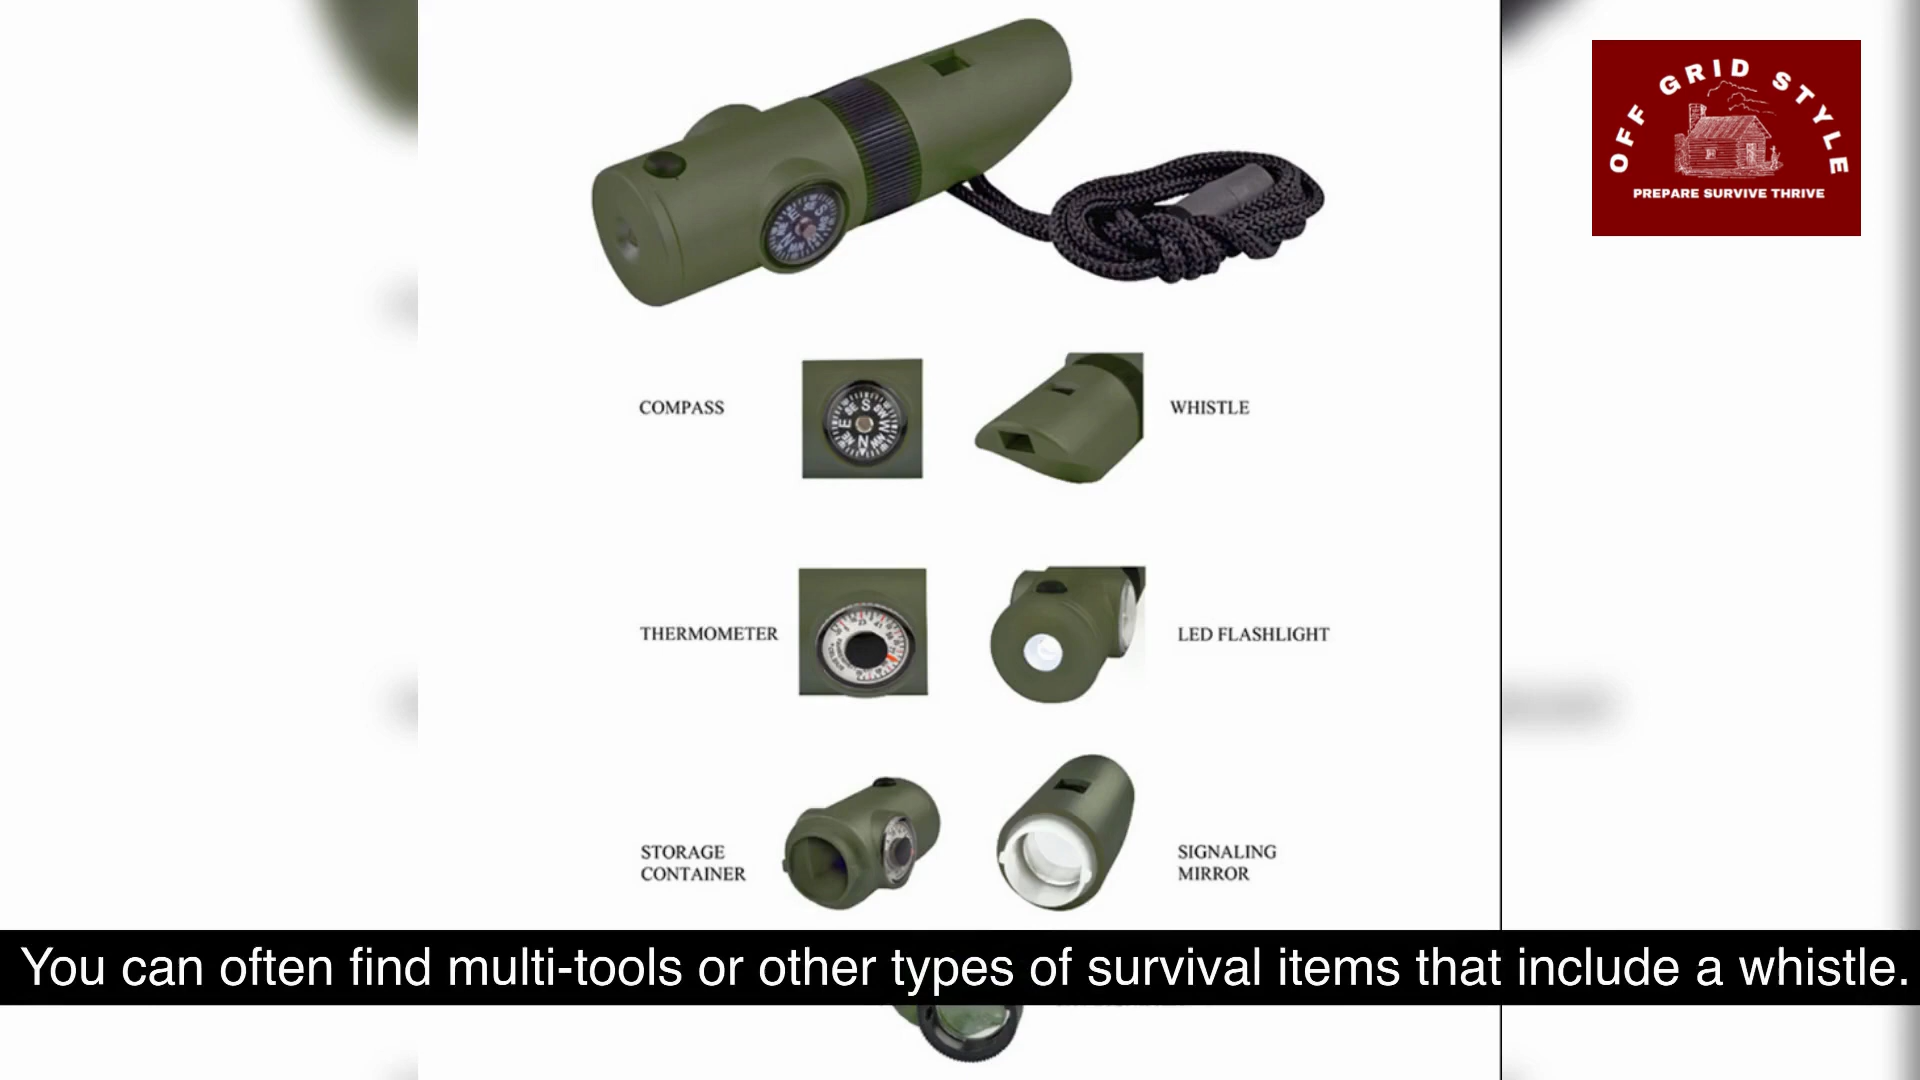 OFF GRID STYLE
PREPARE SURVIVE THRIVE
COMPASS
WHISTLE
THERMOMETER
LED FLASHLIGHT
STORAGE
CONTAINER
SIGNALING
MIRROR
You can often find multi-tools or other types of survival items that include a whistle.